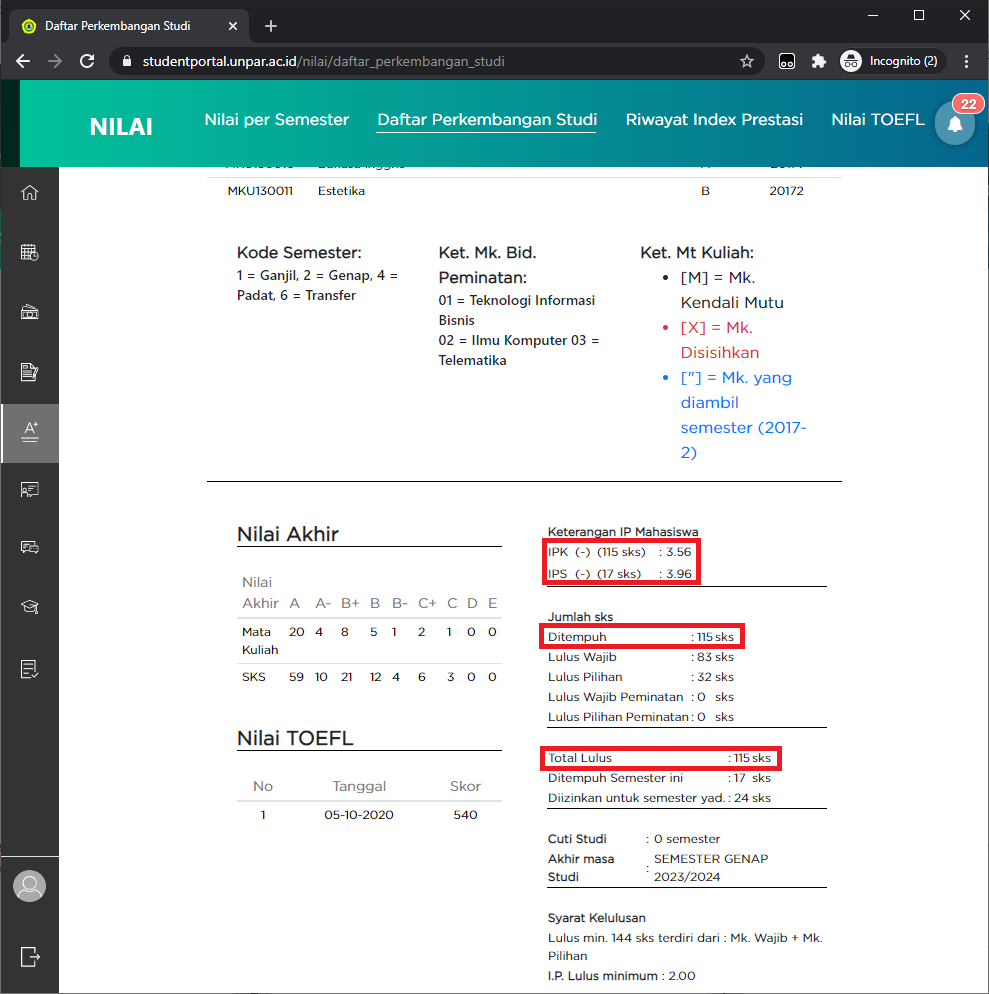 Daftar Perkembangan Studi
studentportal.unpar.ac.id/nilai/daftar_perkembangan_studi
Incognito (2)
NILAI
Nilai per Semester
Daftar Perkembangan Studi
Riwayat Index Prestasi
Nilai TOEFL
22
MKU130011 Estetika B 20172
Kode Semester:
1 = Ganjil, 2 = Genap, 4 =
Padat, 6 = Transfer
Ket. Mk. Bid.
Peminatan:
01 = Teknologi Informasi
Bisnis
02 = Ilmu Komputer 03 =
Telematika
Ket. Mt Kuliah:
[M] = Mk.
Kendali Mutu
[X] = Mk.
Disisihkan
["] = Mk. yang
diambil
semester (2017-
2)
Nilai Akhir
Nilai
Akhir A A- B+ B B- C+ C D E
Mata 20 4 8 5 1 2 1 0 0
Kuliah
SKS 59 10 21 12 4 6 3 0 0
Nilai TOEFL
No Tanggal Skor
1 05-10-2020 540
Keterangan IP Mahasiswa
IPK (-) (115 sks) : 3.56
IPS (-) (17 sks) : 3.96
Jumlah sks
Ditempuh : 115 sks
Lulus Wajib : 83 sks
Lulus Pilihan : 32 sks
Lulus Wajib Peminatan : 0 sks
Lulus Pilihan Peminatan : 0 sks
Total Lulus : 115 sks
Ditempuh Semester ini : 17 sks
Diizinkan untuk semester yad. : 24 sks
Cuti Studi : 0 semester
Akhir masa SEMESTER GENAP
Studi : 2023/2024
Syarat Kelulusan
Lulus min. 144 sks terdiri dari : Mk. Wajib + Mk.
Pilihan
I.P. Lulus minimum : 2.00